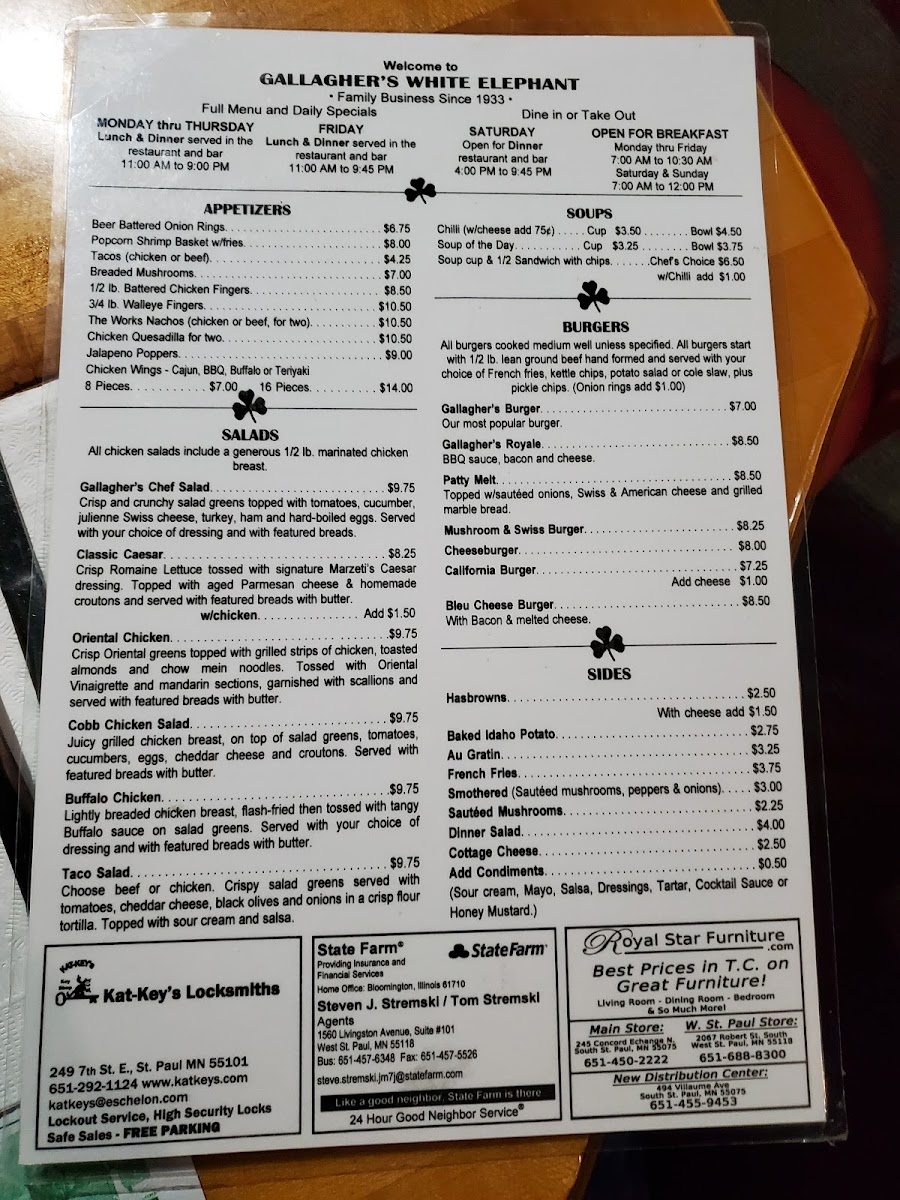 Welcome to
GALLAGHER'S WHITE ELEPHANT
• Family Business Since 1933 •
Full Menu and Daily Specials
Dine in or Take Out
MONDAY thru THURSDAY
Lunch & Dinner served in the
restaurant and bar
11:00 AM to 9:00 PM
FRIDAY
Lunch & Dinner served in the
restaurant and bar
11:00 AM to 9:45 PM
SATURDAY
Open for Dinner
restaurant and bar
4:00 PM to 9:45 PM
OPEN FOR BREAKFAST
Monday thru Friday
7:00 AM to 10:30 AM
Saturday & Sunday
7:00 AM to 12:00 PM
APPETIZERS
Beer Battered Onion Rings. $6.75
Popcorn Shrimp Basket w/fries. $8.00
Tacos (chicken or beef). $4.25
Breaded Mushrooms. $7.00
1/2 lb. Battered Chicken Fingers. $8.50
3/4 lb. Walleye Fingers. $10.50
The Works Nachos (chicken or beef, for two). $10.50
Chicken Quesadilla for two. $10.50
Jalapeno Poppers. $9.00
Chicken Wings - Cajun, BBQ, Buffalo or Teriyaki
8 Pieces. $7.00 16 Pieces. $14.00
SALADS
All chicken salads include a generous 1/2 lb. marinated chicken
breast.
Gallagher's Chef Salad. $9.75
Crisp and crunchy salad greens topped with tomatoes, cucumber,
julienne Swiss cheese, turkey, ham and hard-boiled eggs. Served
with your choice of dressing and with featured breads.
Classic Caesar. $8.25
Crisp Romaine Lettuce tossed with signature Marzeti's Caesar
dressing. Topped with aged Parmesan cheese & homemade
croutons and served with featured breads with butter.
w/chicken. Add $1.50
Oriental Chicken. $9.75
Crisp Oriental greens topped with grilled strips of chicken, toasted
almonds and chow mein noodles. Tossed with Oriental
Vinaigrette and mandarin sections, garnished with scallions and
served with featured breads with butter.
Cobb Chicken Salad. $9.75
Juicy grilled chicken breast, on top of salad greens, tomatoes,
cucumbers, eggs, cheddar cheese and croutons. Served with
featured breads with butter.
Buffalo Chicken. $9.75
Lightly breaded chicken breast, flash-fried then tossed with tangy
Buffalo sauce on salad greens. Served with your choice of
dressing and with featured breads with butter.
Taco Salad. $9.75
Choose beef or chicken. Crispy salad greens served with
tomatoes, cheddar cheese, black olives and onions in a crisp flour
tortilla. Topped with sour cream and salsa.
SOUPS
Chilli (w/cheese add 75¢) . . . . . Cup $3.50 . . . . . . . . Bowl $4.50
Soup of the Day. . . . . . . . . . . . Cup $3.25 . . . . . . . . Bowl $3.75
Soup cup & 1/2 Sandwich with chips. . . . . . .Chef's Choice $6.50
w/Chilli add $1.00
BURGERS
All burgers cooked medium well unless specified. All burgers start
with 1/2 lb. lean ground beef hand formed and served with your
choice of French fries, kettle chips, potato salad or cole slaw, plus
pickle chips. (Onion rings add $1.00)
Gallagher's Burger. $7.00
Our most popular burger.
Gallagher's Royale. $8.50
BBQ sauce, bacon and cheese.
Patty Melt. $8.50
Topped w/sautéed onions, Swiss & American cheese and grilled
marble bread.
Mushroom & Swiss Burger. $8.25
Cheeseburger. $8.00
California Burger. $7.25
Add cheese $1.00
Bleu Cheese Burger. $8.50
With Bacon & melted cheese.
SIDES
Hasbrowns. $2.50
With cheese add $1.50
Baked Idaho Potato. $2.75
Au Gratin. $3.25
French Fries. $3.75
Smothered (Sautéed mushrooms, peppers & onions). $3.00
Sautéed Mushrooms. $2.25
Dinner Salad. $4.00
Cottage Cheese. $2.50
Add Condiments. $0.50
(Sour cream, Mayo, Salsa, Dressings, Tartar, Cocktail Sauce or
Honey Mustard.)
KAT-KEY'S
Kat-Key's Locksmiths
249 7th St. E., St. Paul MN 55101
651-292-1124 www.katkeys.com
katkeys@eschelon.com
Lockout Service, High Security Locks
Safe Sales - FREE PARKING
State Farm®
StateFarm
Providing Insurance and
Financial Services
Home Office: Bloomington, Illinois 61710
Steven J. Stremski / Tom Stremski
Agents
1560 Livingston Avenue, Suite #101
West St. Paul, MN 55118
Bus: 651-457-6348 Fax: 651-457-5526
steve.stremski.jm7j@statefarm.com
Like a good neighbor, State Farm is there
24 Hour Good Neighbor Service®
Royal Star Furniture
.com
Best Prices in T.C. on
Great Furniture!
Living Room - Dining Room - Bedroom
& So Much More!
Main Store:
245 Concord Echange N.
South St. Paul, MN 55075
651-450-2222
W. St. Paul Store:
2067 Robert St. South
West St. Paul, MN 55118
651-688-8300
New Distribution Center:
494 Villaume Ave
South St. Paul, MN 55075
651-455-9453